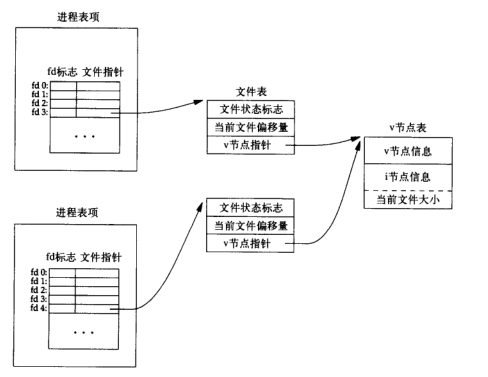 进程表项
fd标志 文件指针
fd 0:
fd 1:
fd 2:
fd 3:
...
文件表
文件状态标志
当前文件偏移量
v节点指针
v节点表
v节点信息
i节点信息
当前文件大小
进程表项
fd标志 文件指针
fd 0:
fd 1:
fd 2:
fd 3:
fd 4:
...
文件状态标志
当前文件偏移量
v节点指针